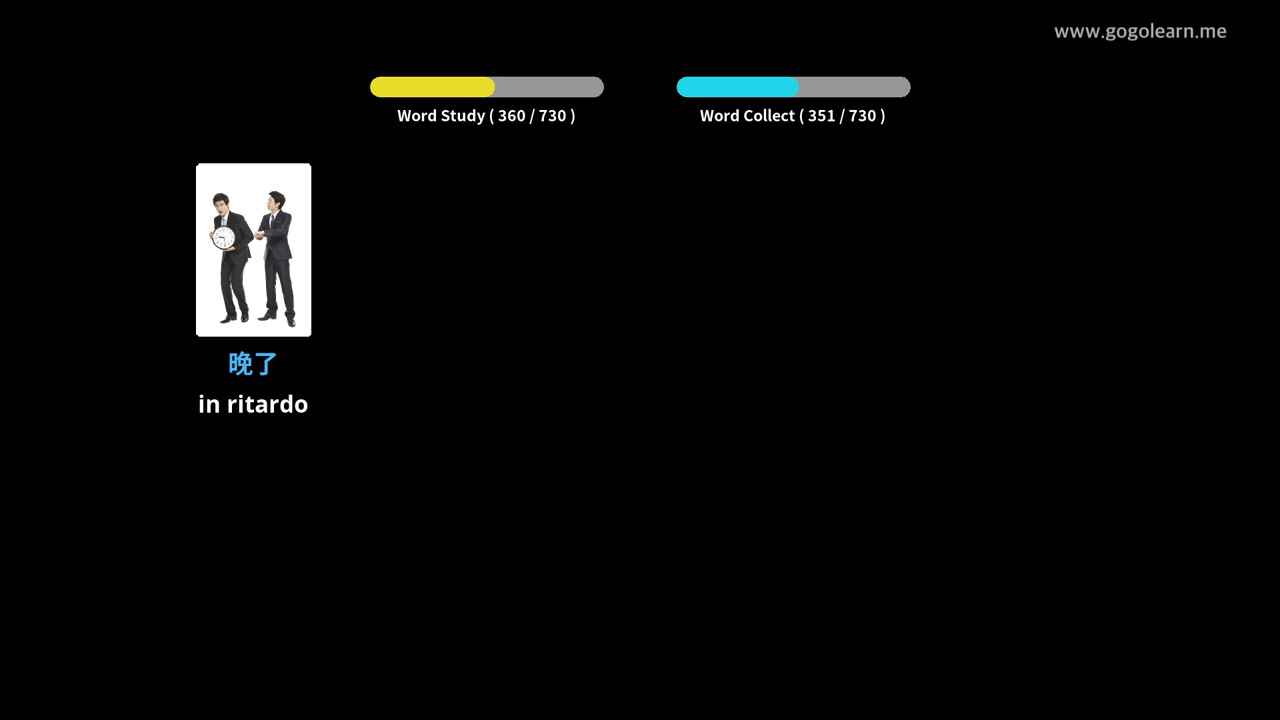 www.gogolearn.me
Word Study ( 360 / 730 )
Word Collect ( 351 / 730 )
晚了
in ritardo